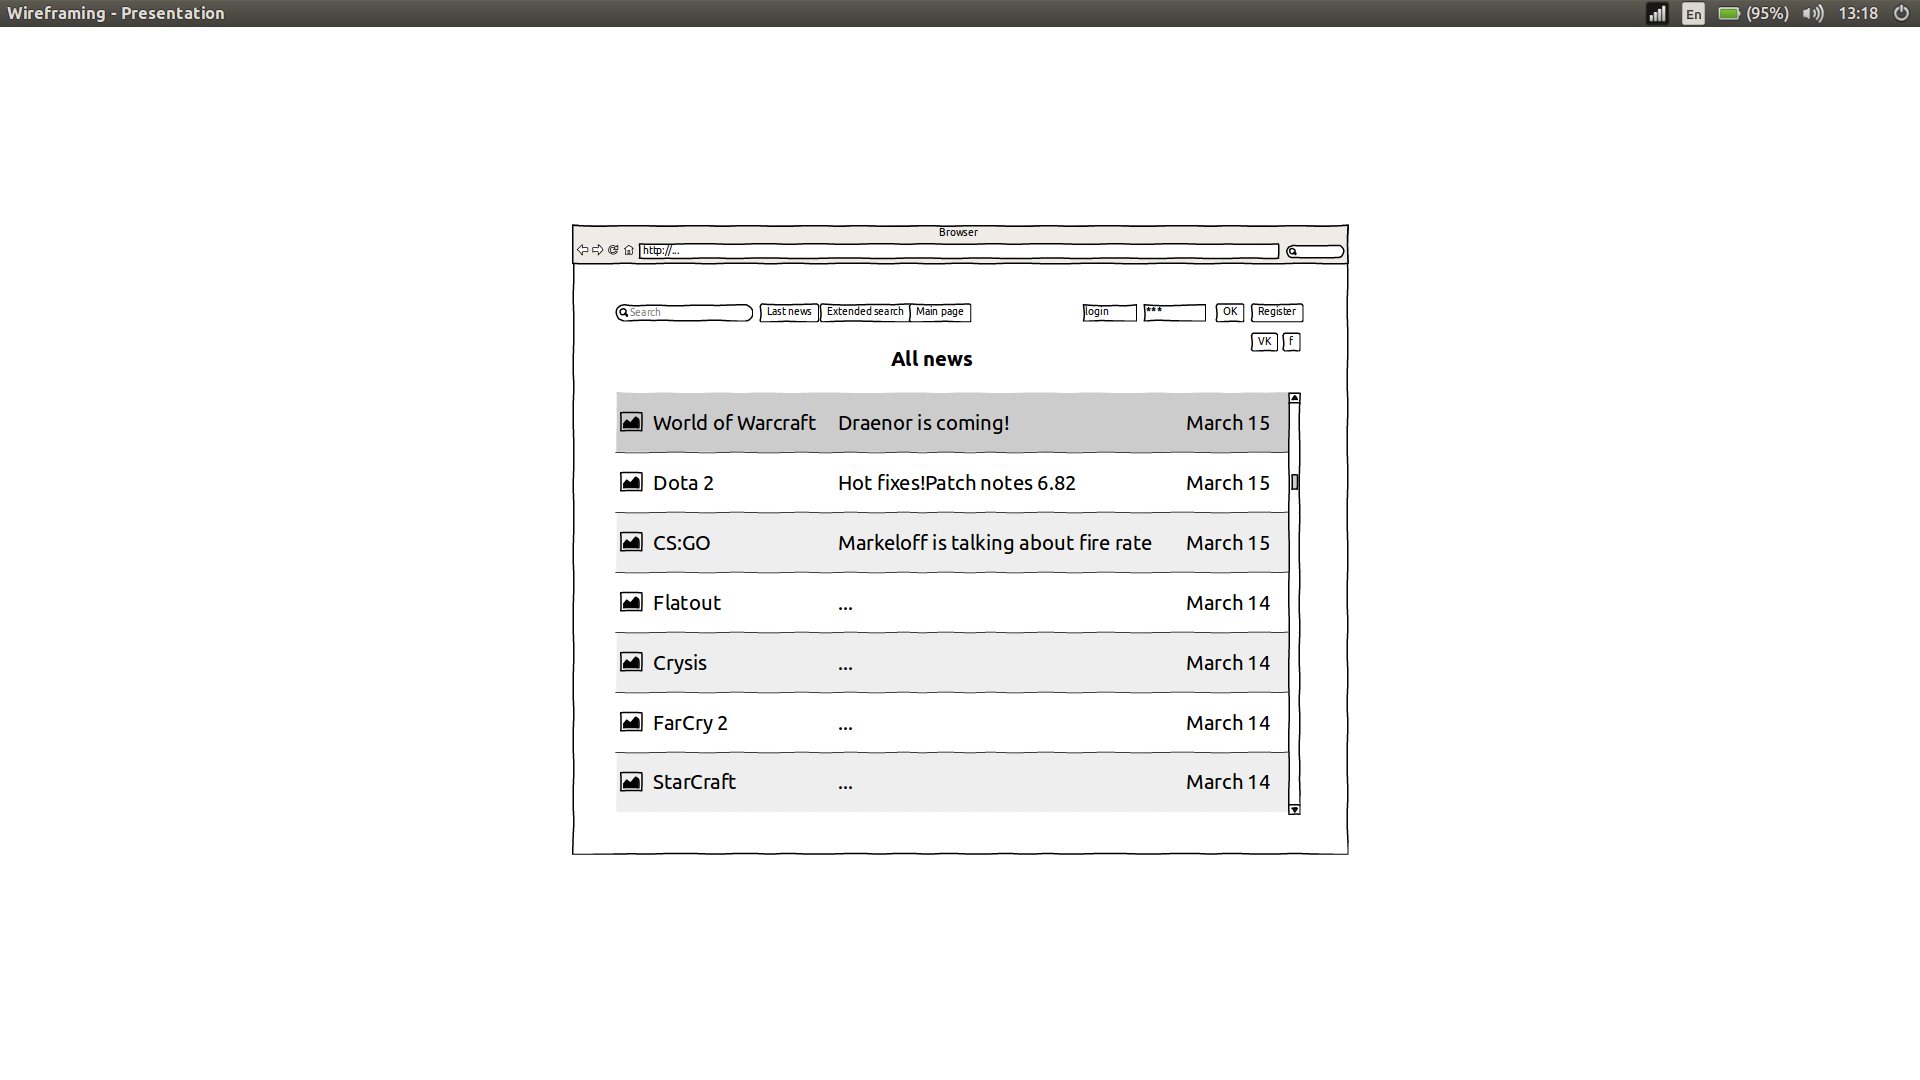 Wireframing - Presentation En (95%) 13:18
Browser
http://...
Search Last news Extended search Main page login *** OK Register
VK f
All news
World of Warcraft Draenor is coming! March 15
Dota 2 Hot fixes!Patch notes 6.82 March 15
CS:GO Markeloff is talking about fire rate March 15
Flatout ... March 14
Crysis ... March 14
FarCry 2 ... March 14
StarCraft ... March 14